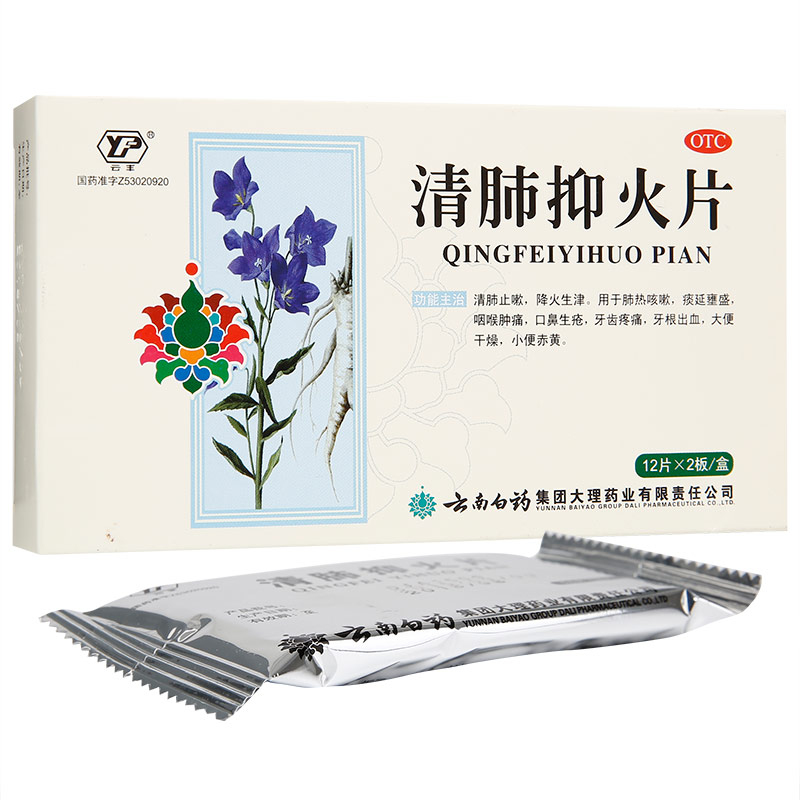 YP®
云丰
国药准字Z53020920
OTC
清肺抑火片
QINGFEIYIHUO PIAN
功能主治 清肺止嗽，降火生津。用于肺热咳嗽，痰延壅盛，
咽喉肿痛，口鼻生疮，牙齿疼痛，牙根出血，大便
干燥，小便赤黄。
12片×2板/盒
云南白药 集团大理药业有限责任公司
YUNNAN BAIYAO GROUP DALI PHARMACEUTICAL CO.,LTD.
清肺抑火片
云南白药 集团大理药业有限责任公司
YUNNAN BAIYAO GROUP DALI PHARMACEUTICAL CO.,LTD